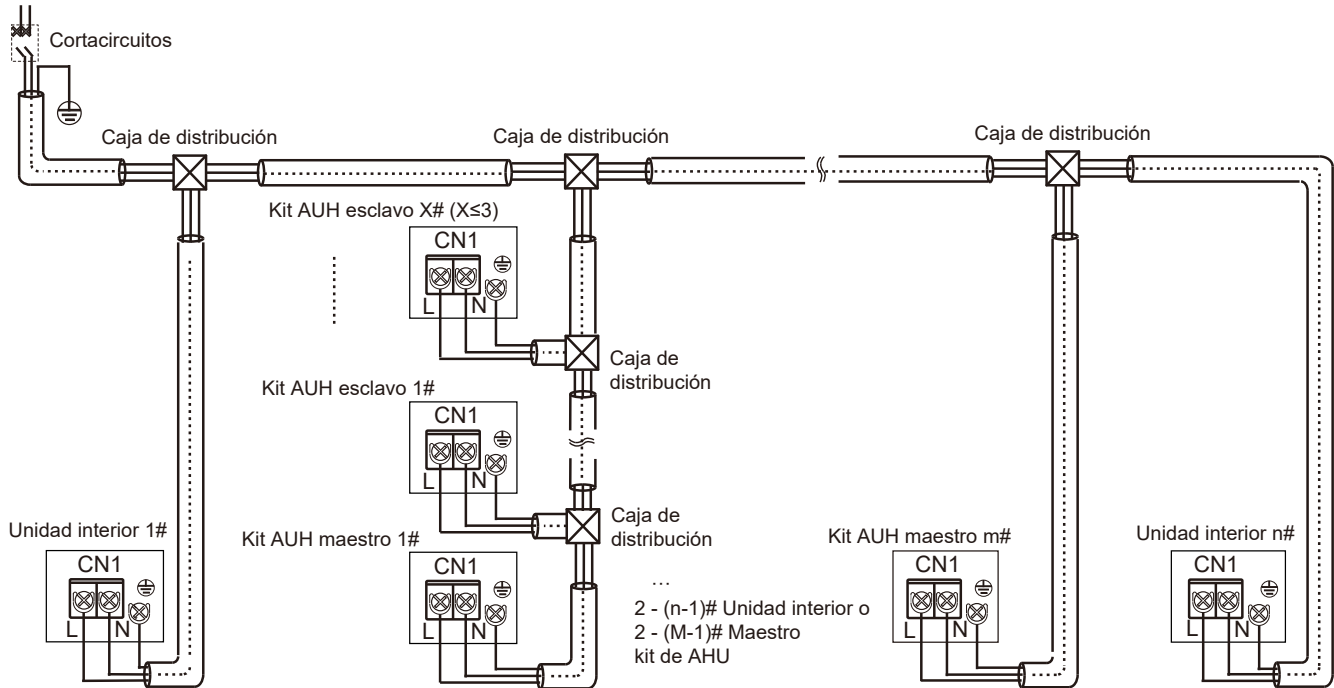 Cortacircuitos
Caja de distribución
Caja de distribución
Caja de distribución
Kit AUH esclavo X# (X≤3)
CN1
L N
Caja de
distribución
Kit AUH esclavo 1#
CN1
L N
Caja de
distribución
Unidad interior 1#
CN1
L N
Kit AUH maestro 1#
CN1
L N
...
2 - (n-1)# Unidad interior o
2 - (M-1)# Maestro
kit de AHU
Kit AUH maestro m#
CN1
L N
Unidad interior n#
CN1
L N